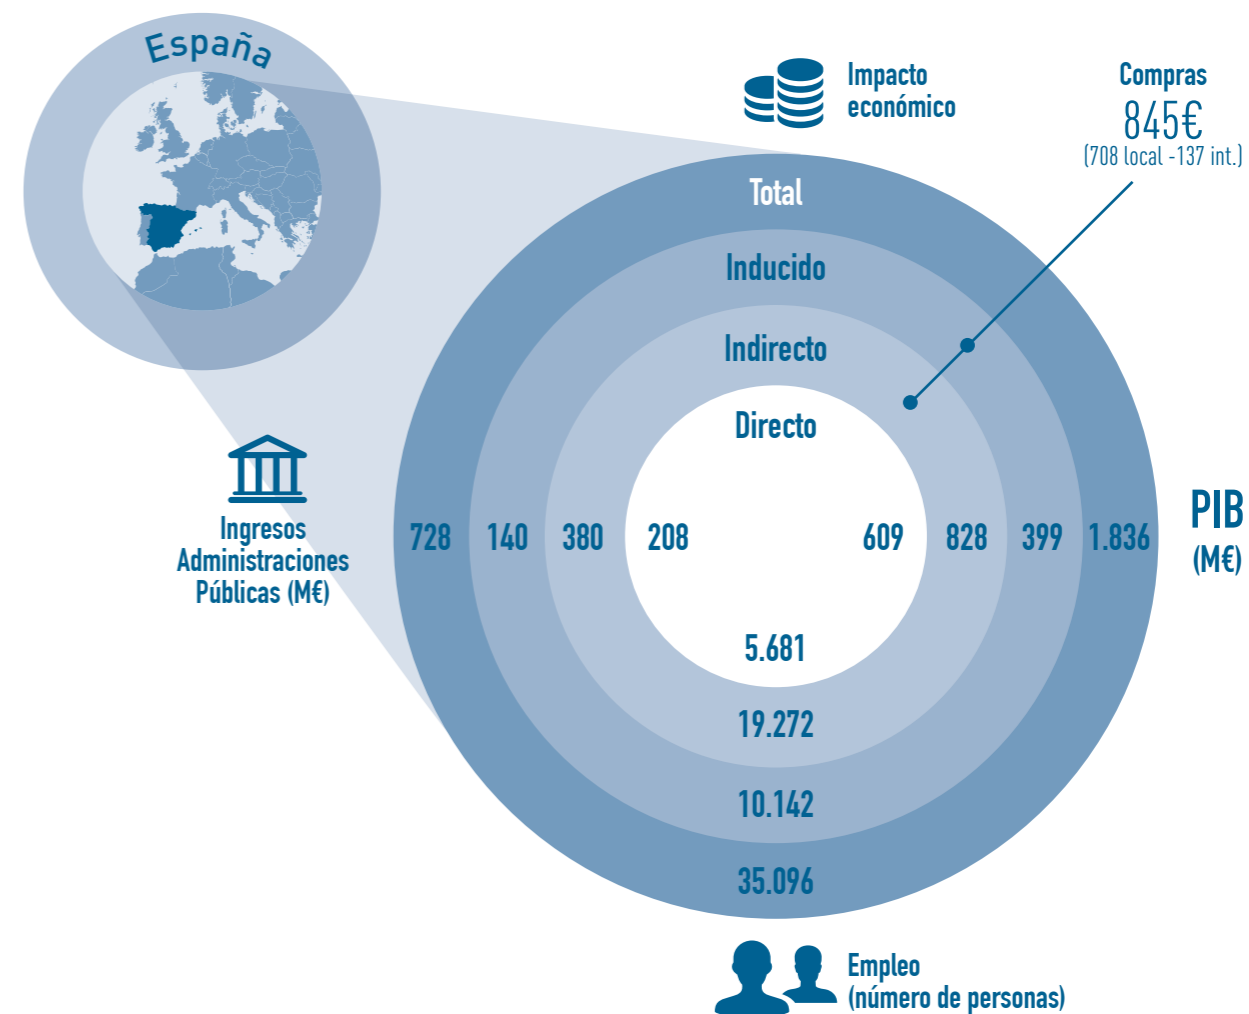 España
Impacto
económico
Compras
845€
(708 local -137 int.)
Total
Inducido
Indirecto
Directo
Ingresos
Administraciones
Públicas (M€)
728 140 380 208 609 828 399 1.836
PIB
(M€)
5.681
19.272
10.142
35.096
Empleo
(número de personas)